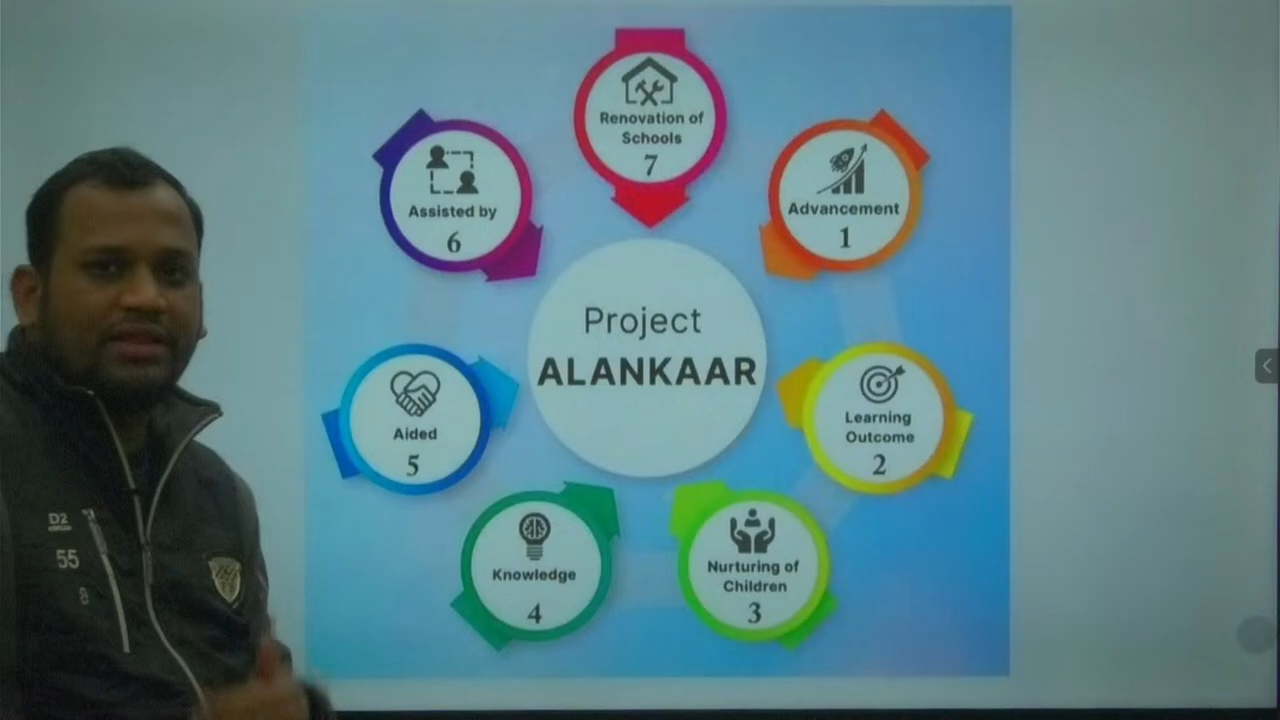 Project
ALANKAAR
Renovation of
Schools
7
Advancement
1
Learning
Outcome
2
Nurturing of
Children
3
Knowledge
4
Aided
5
Assisted by
6
D2
55
8